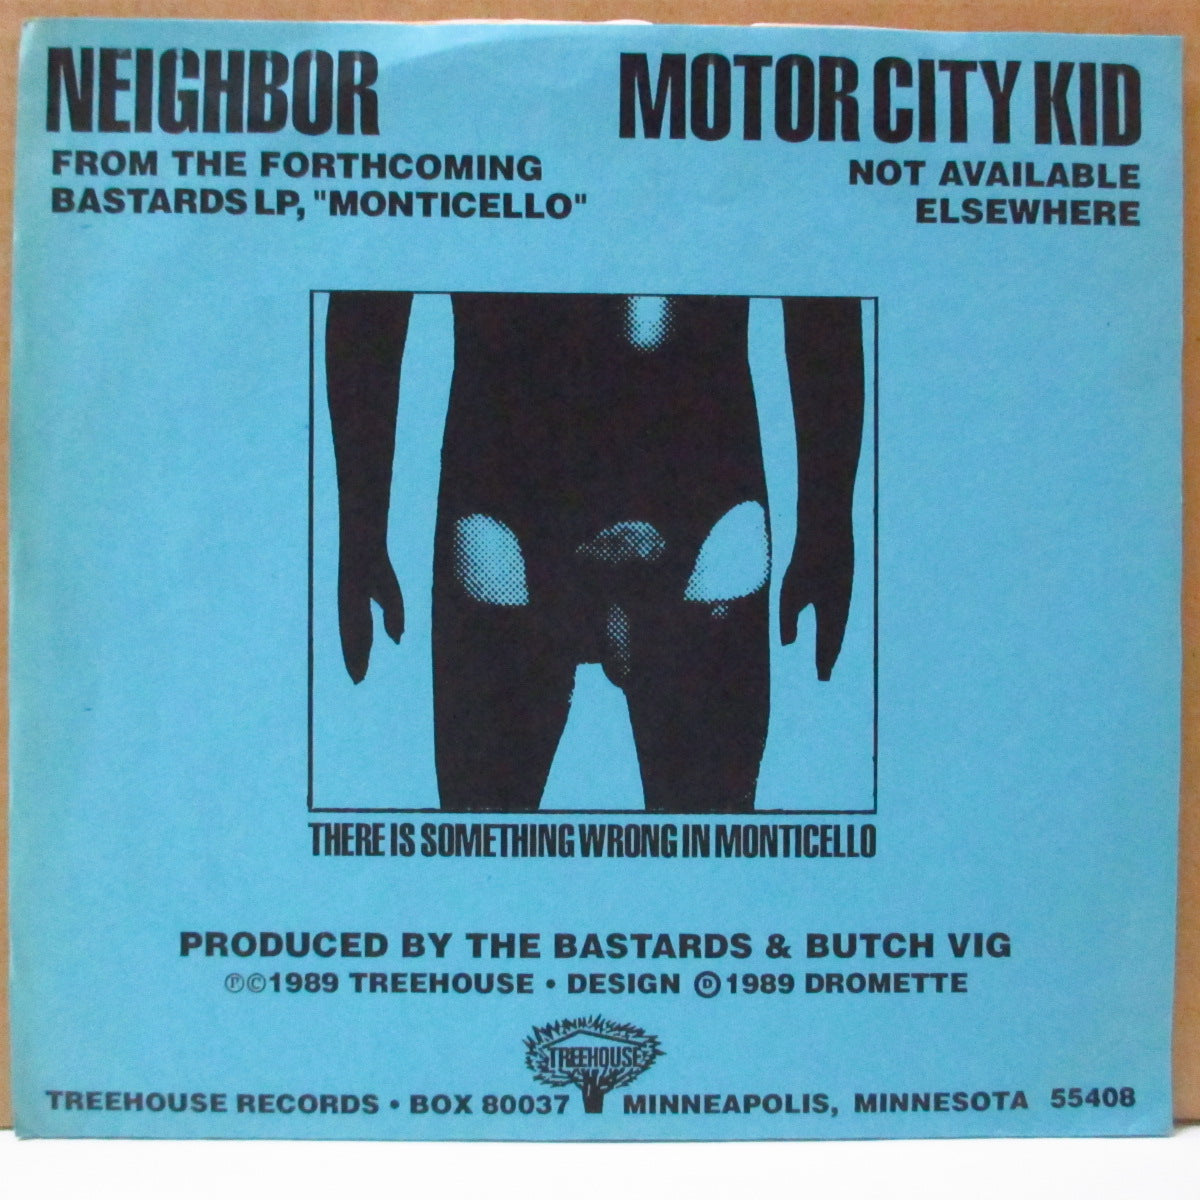 NEIGHBOR
FROM THE FORTHCOMING
BASTARDS LP, "MONTICELLO"
MOTOR CITY KID
NOT AVAILABLE
ELSEWHERE
THERE IS SOMETHING WRONG IN MONTICELLO
PRODUCED BY THE BASTARDS & BUTCH VIG
℗©1989 TREEHOUSE • DESIGN Ⓓ1989 DROMETTE
TREEHOUSE
TREEHOUSE RECORDS • BOX 80037 MINNEAPOLIS, MINNESOTA 55408